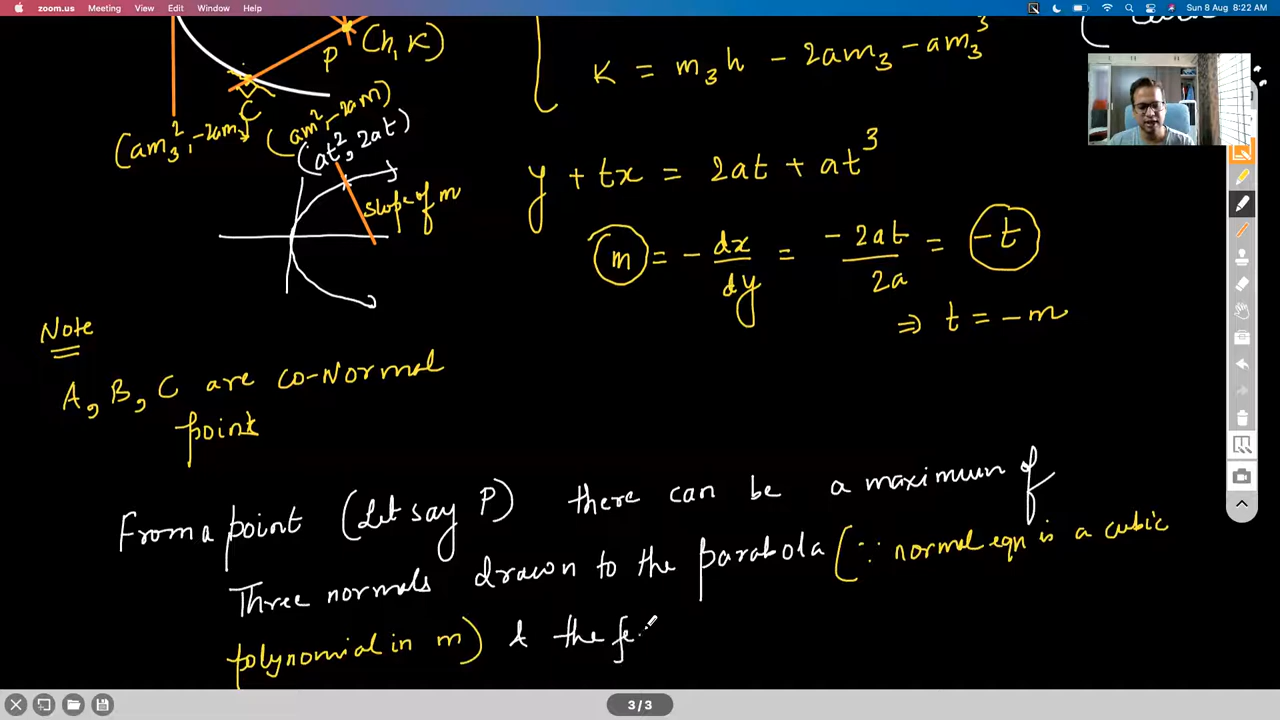 zoom.us Meeting View Edit Window Help Sun 8 Aug 8:22 AM
P (h, K)
K = m₃h - 2am₃ - am₃³
C
(am₃², -2am₃)
(am², -2am)
(at², 2at)
slope of m
y + tx = 2at + at³
m = - dx/dy = -2at/2a = -t
⇒ t = -m
Note
A, B, C are co-Normal
point
From a point (Let say P) there can be a maximum of
Three normals drawn to the parabola (∵ normal eqn is a cubic
polynomial in m) & the fe
3/3